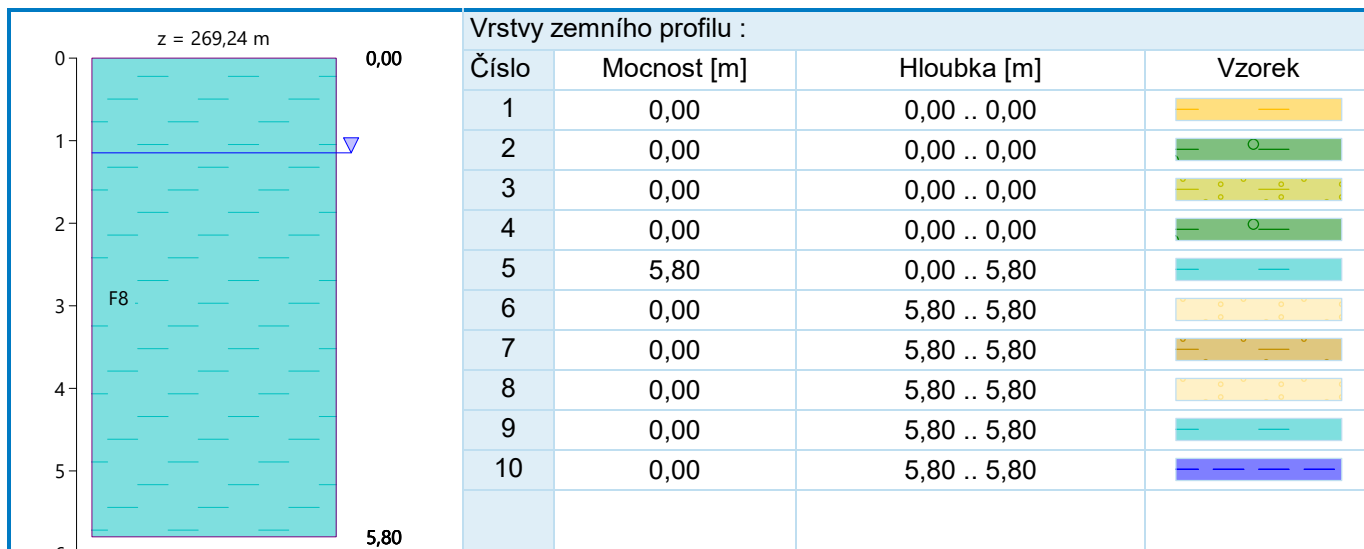 z = 269,24 m
0
0,00
1
2
F8
3
4
5
5,80
Vrstvy zemního profilu :
Číslo Mocnost [m] Hloubka [m] Vzorek
1 0,00 0,00 .. 0,00
2 0,00 0,00 .. 0,00
3 0,00 0,00 .. 0,00
4 0,00 0,00 .. 0,00
5 5,80 0,00 .. 5,80
6 0,00 5,80 .. 5,80
7 0,00 5,80 .. 5,80
8 0,00 5,80 .. 5,80
9 0,00 5,80 .. 5,80
10 0,00 5,80 .. 5,80